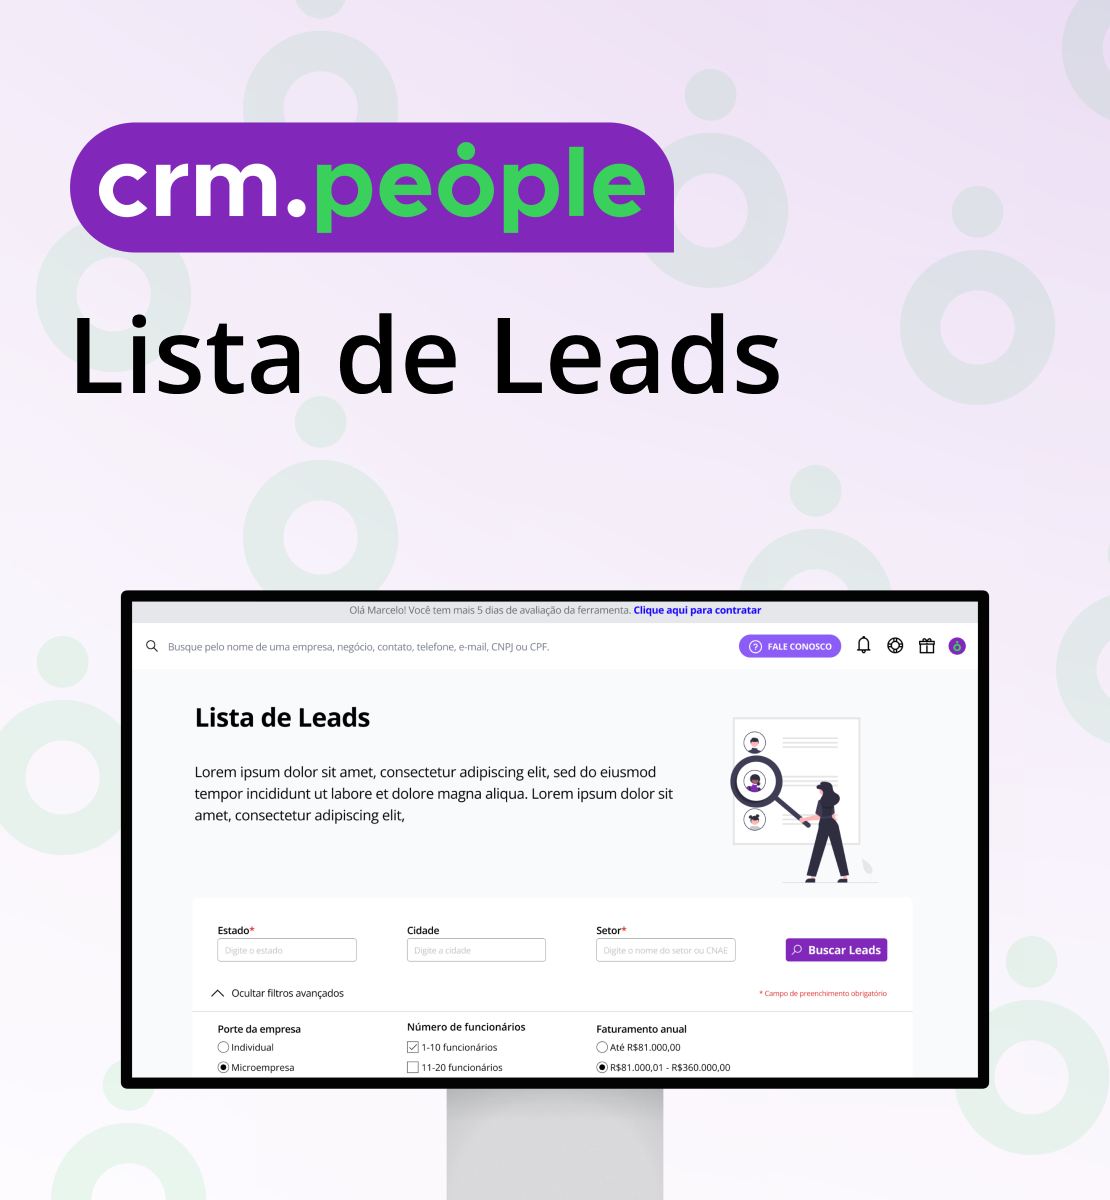 crm.people
Lista de Leads
Olá Marcelo! Você tem mais 5 dias de avaliação da ferramenta. Clique aqui para contratar
Busque pelo nome de uma empresa, negócio, contato, telefone, e-mail, CNPJ ou CPF.
FALE CONOSCO
Lista de Leads
Lorem ipsum dolor sit amet, consectetur adipiscing elit, sed do eiusmod
tempor incididunt ut labore et dolore magna aliqua. Lorem ipsum dolor sit
amet, consectetur adipiscing elit,
Estado* Cidade Setor*
Digite o estado Digite a cidade Digite o nome do setor ou CNAE Buscar Leads
Ocultar filtros avançados * Campo de preenchimento obrigatório
Porte da empresa Número de funcionários Faturamento anual
Individual 1-10 funcionários Até R$81.000,00
Microempresa 11-20 funcionários R$81.000,01 - R$360.000,00